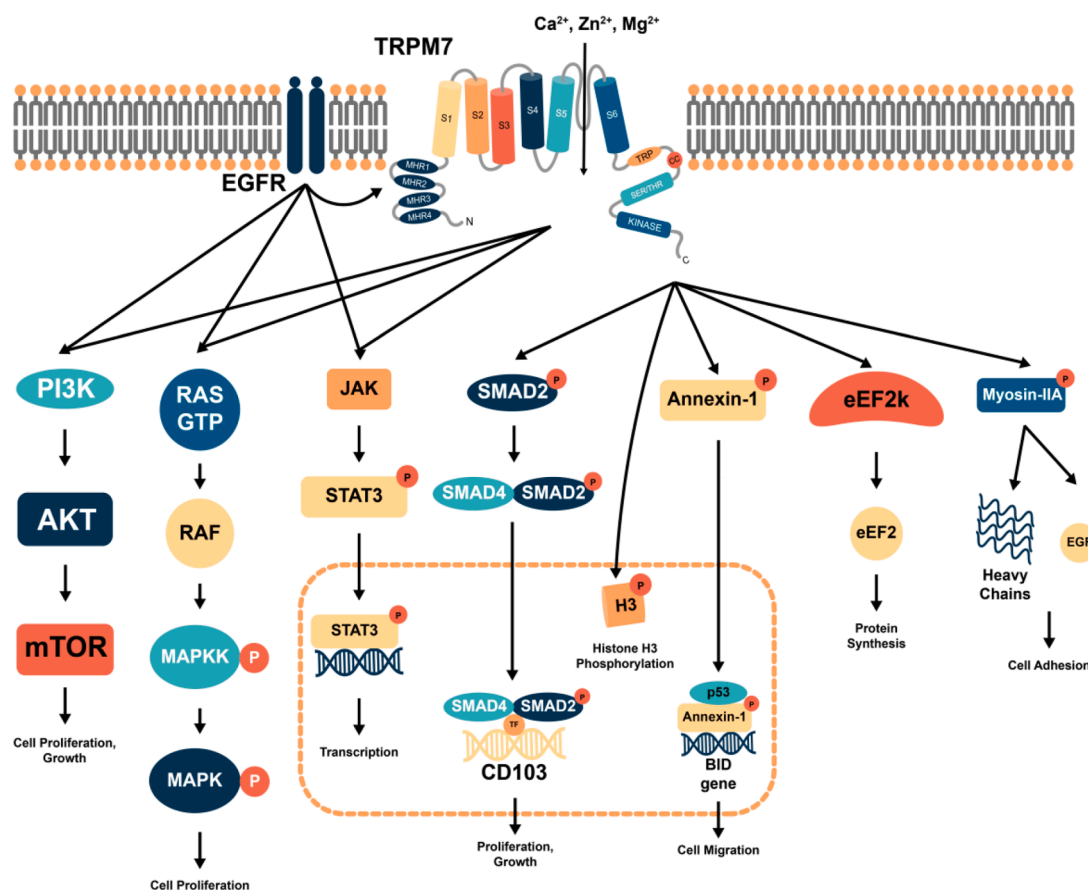 Ca²⁺, Zn²⁺, Mg²⁺
TRPM7
S1
S2
S3
S4
S5
S6
EGFR
MHR1
MHR2
MHR3
MHR4
N
TRP
CC
SER/THR
KINASE
C
PI3K
AKT
mTOR
Cell Proliferation,
Growth
RAS
GTP
RAF
MAPKK
P
MAPK
P
Cell Proliferation
JAK
STAT3
P
STAT3
P
Transcription
SMAD2
P
SMAD4
SMAD2
P
SMAD4
SMAD2
P
TF
CD103
Proliferation,
Growth
H3
P
Histone H3
Phosphorylation
Annexin-1
P
p53
Annexin-1
P
BID
gene
Cell Migration
eEF2k
eEF2
Protein
Synthesis
Myosin-IIA
P
Heavy
Chains
EGF
Cell Adhesion